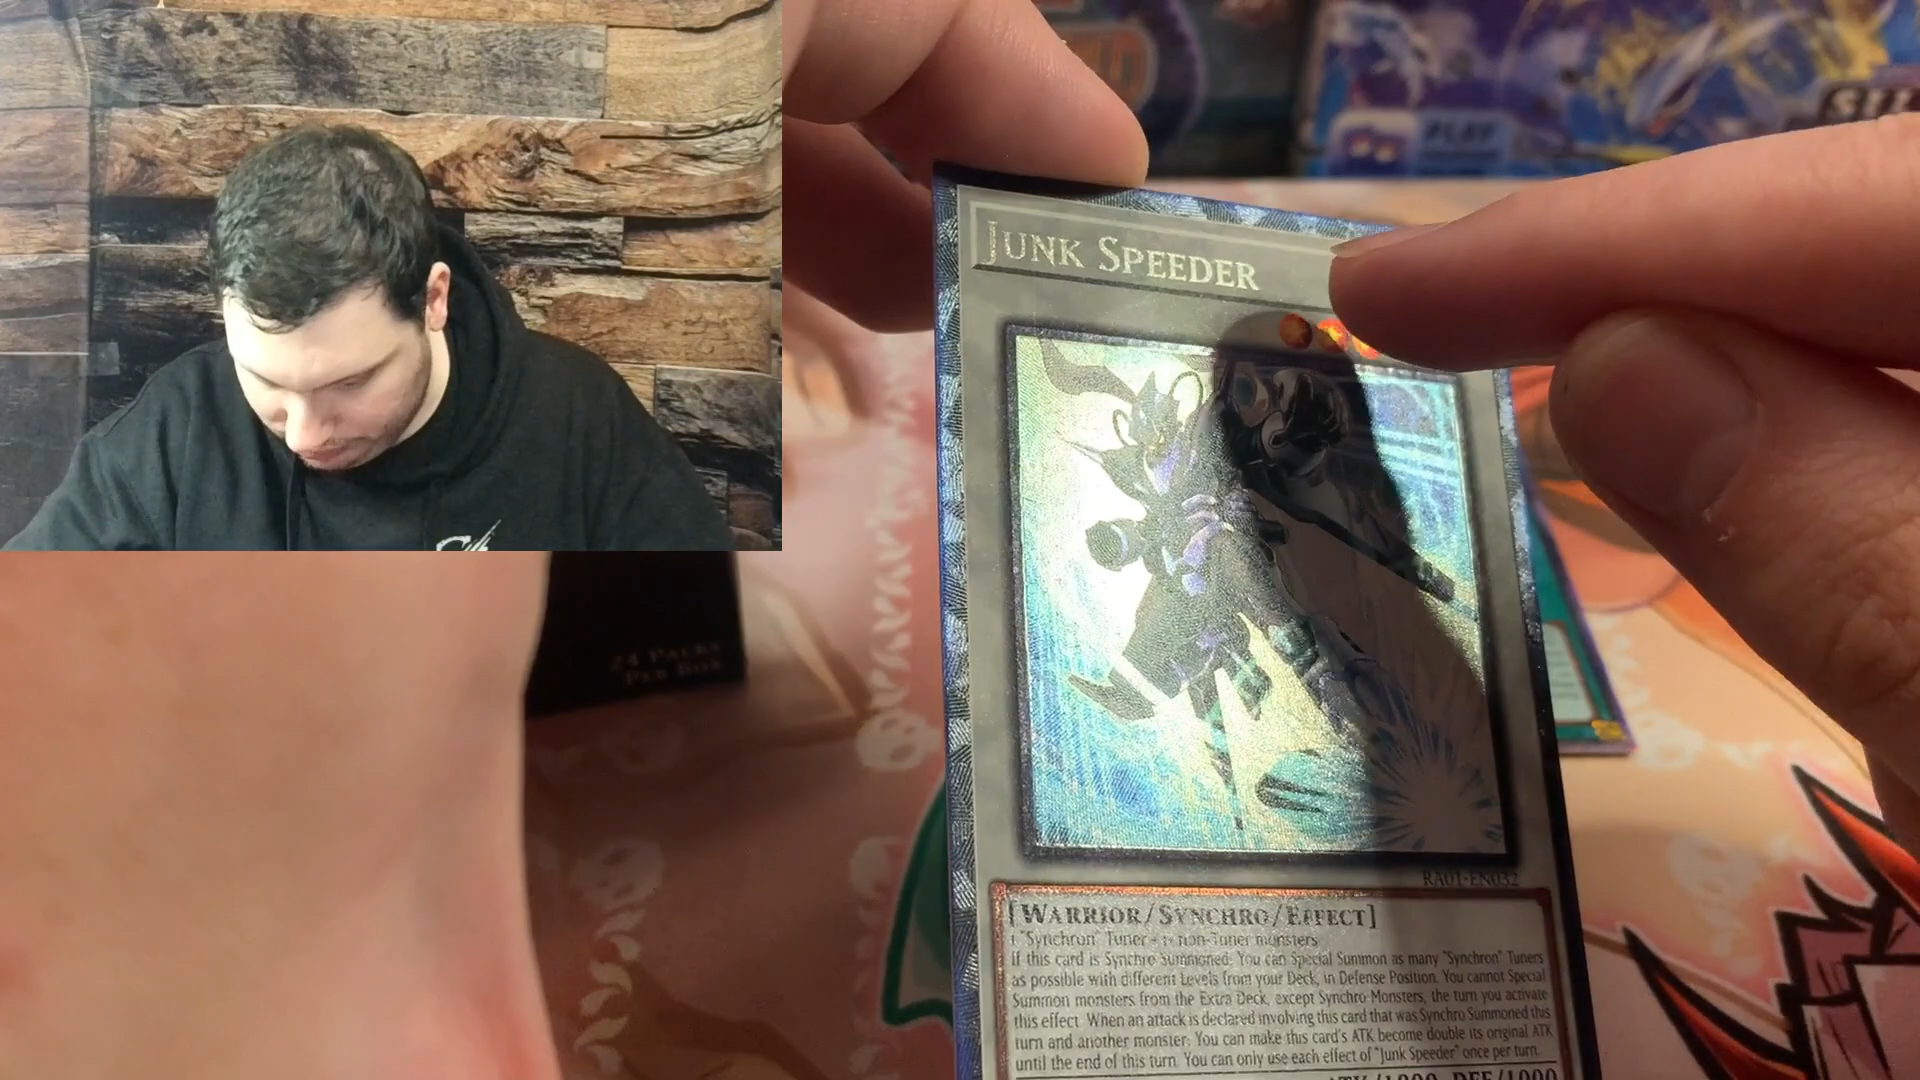 PLAY
JUNK SPEEDER
24 PACKS
PER BOX
RA01-EN032
[WARRIOR/SYNCHRO/EFFECT]
1 "Synchron" Tuner + 1+ non-Tuner monsters
If this card is Synchro Summoned: You can Special Summon as many "Synchron" Tuners
as possible with different Levels from your Deck, in Defense Position. You cannot Special
Summon monsters from the Extra Deck, except Synchro Monsters, the turn you activate
this effect. When an attack is declared involving this card that was Synchro Summoned this
turn and another monster: You can make this card's ATK become double its original ATK
until the end of this turn. You can only use each effect of "Junk Speeder" once per turn.
ATK/1800 DEF/1000